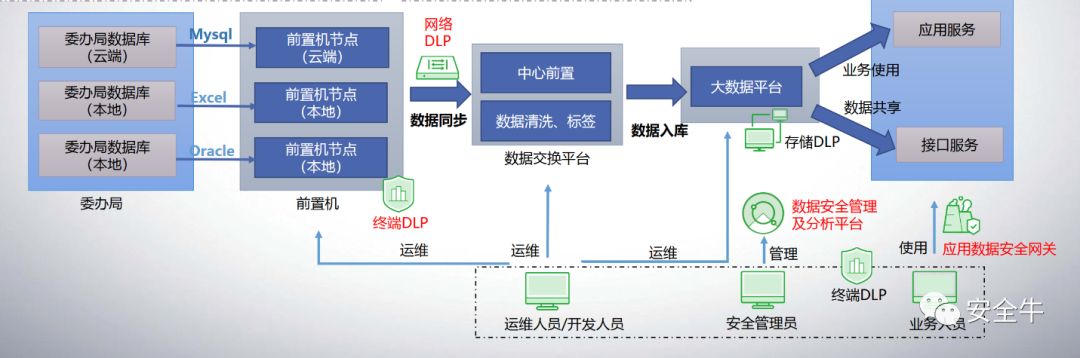 委办局数据库
（云端）
Mysql
前置机节点
（云端）
委办局数据库
（本地）
Excel
前置机节点
（本地）
委办局数据库
（本地）
Oracle
前置机节点
（本地）
委办局
前置机
终端DLP
网络
DLP
数据同步
中心前置
数据清洗、标签
数据交换平台
数据入库
大数据平台
存储DLP
业务使用
数据共享
应用服务
接口服务
运维
运维
运维
数据安全管理
及分析平台
管理
终端DLP
使用
应用数据安全网关
运维人员/开发人员
安全管理员
业务人员
安全牛